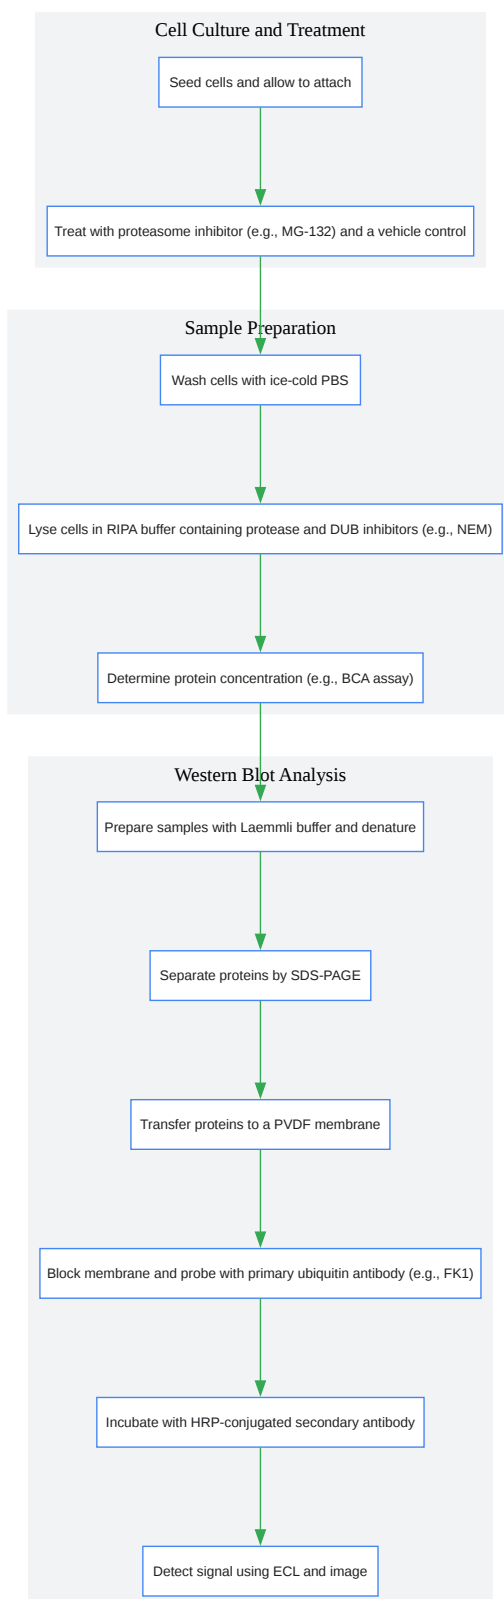 Cell Culture and Treatment
Seed cells and allow to attach
Treat with proteasome inhibitor (e.g., MG-132) and a vehicle control
Sample Preparation
Wash cells with ice-cold PBS
Lyse cells in RIPA buffer containing protease and DUB inhibitors (e.g., NEM)
Determine protein concentration (e.g., BCA assay)
Western Blot Analysis
Prepare samples with Laemmli buffer and denature
Separate proteins by SDS-PAGE
Transfer proteins to a PVDF membrane
Block membrane and probe with primary ubiquitin antibody (e.g., FK1)
Incubate with HRP-conjugated secondary antibody
Detect signal using ECL and image